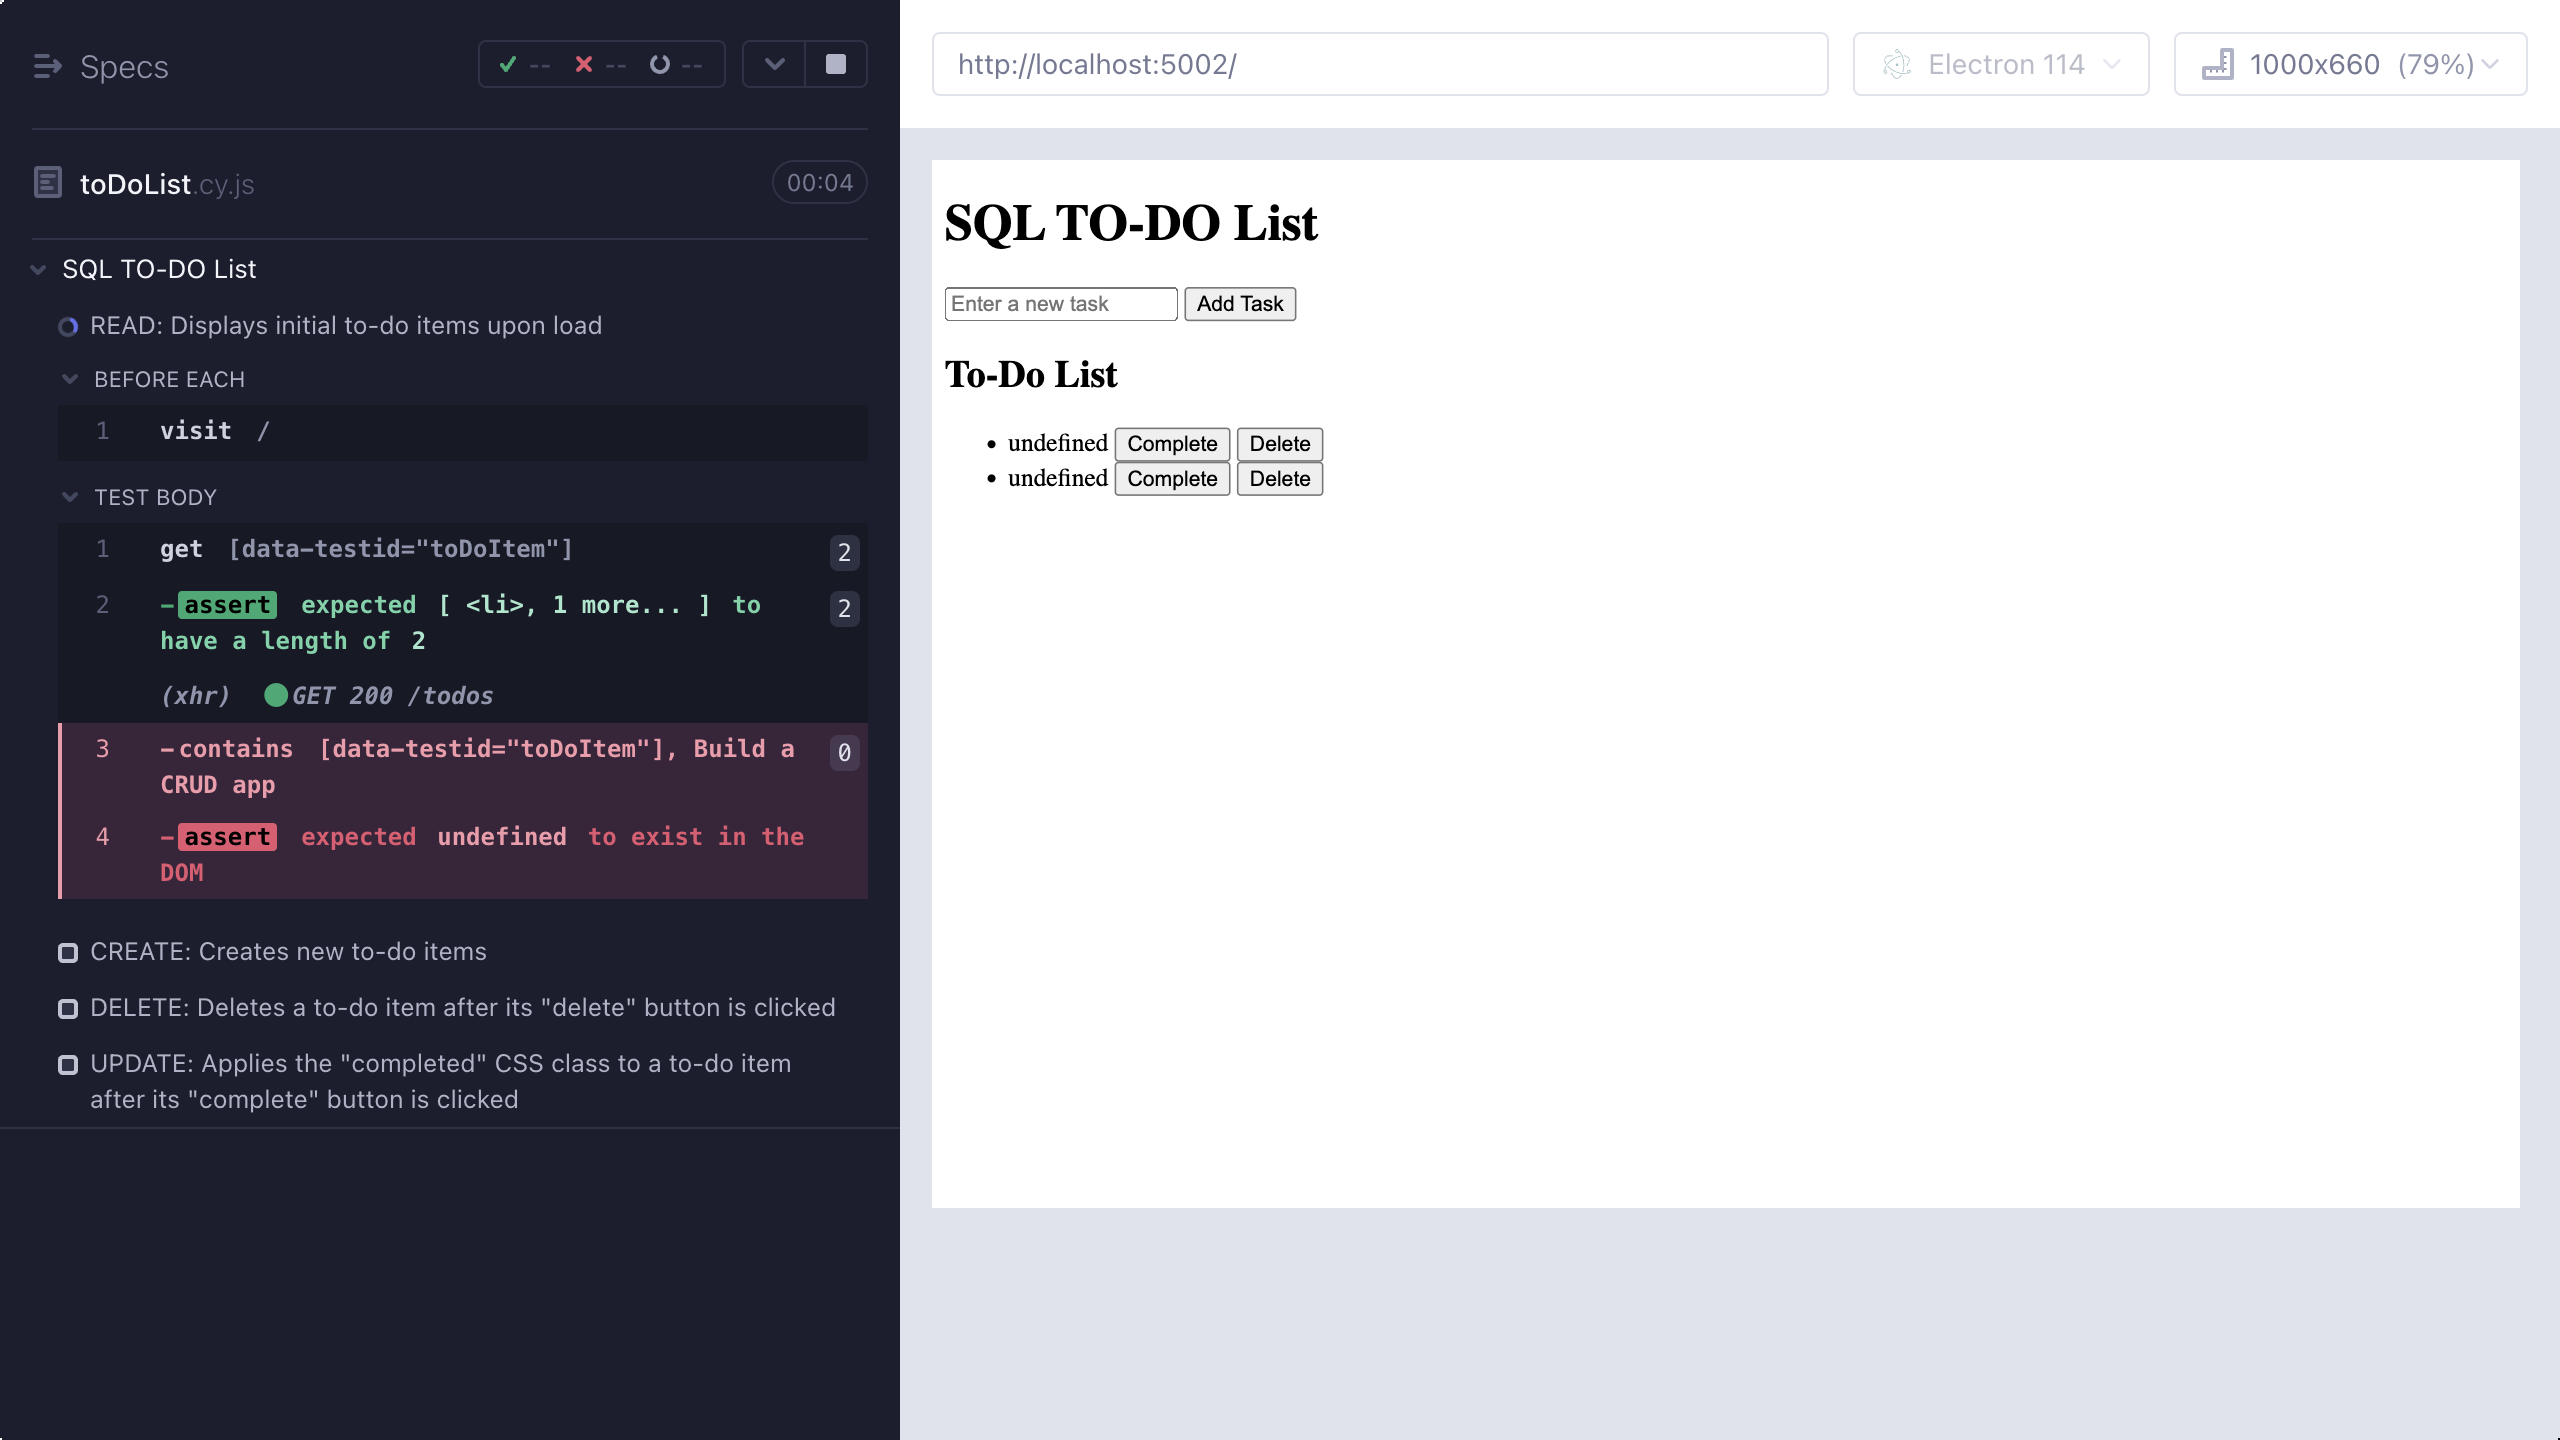 Specs
--
--
--
toDoList.cy.js
00:04
SQL TO-DO List
READ: Displays initial to-do items upon load
BEFORE EACH
1 visit /
TEST BODY
1 get [data-testid="toDoItem"] 2
2 -assert expected [ <li>, 1 more... ] to 2
have a length of 2
(xhr) GET 200 /todos
3 -contains [data-testid="toDoItem"], Build a 0
CRUD app
4 -assert expected undefined to exist in the
DOM
CREATE: Creates new to-do items
DELETE: Deletes a to-do item after its "delete" button is clicked
UPDATE: Applies the "completed" CSS class to a to-do item
after its "complete" button is clicked
http://localhost:5002/
Electron 114
1000x660 (79%)
SQL TO-DO List
Enter a new task Add Task
To-Do List
• undefined Complete Delete
• undefined Complete Delete